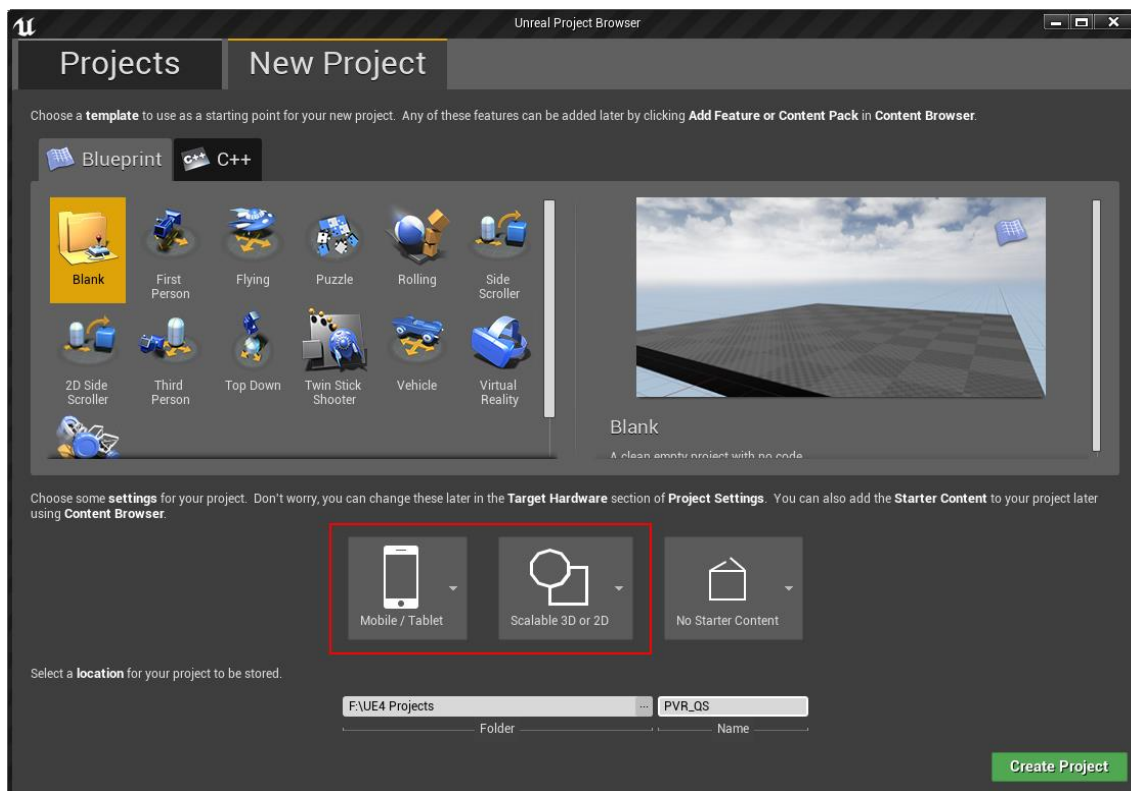 Unreal Project Browser
Projects
New Project
Choose a template to use as a starting point for your new project. Any of these features can be added later by clicking Add Feature or Content Pack in Content Browser.
Blueprint
C++
C++
Blank
First
Person
Flying
Puzzle
Rolling
Side
Scroller
2D Side
Scroller
Third
Person
Top Down
Twin Stick
Shooter
Vehicle
Virtual
Reality
Blank
A clean empty project with no code.
Choose some settings for your project. Don't worry, you can change these later in the Target Hardware section of Project Settings. You can also add the Starter Content to your project later
using Content Browser.
Mobile / Tablet
Scalable 3D or 2D
No Starter Content
Select a location for your project to be stored.
F:\UE4 Projects
...
PVR_QS
Folder
Name
Create Project